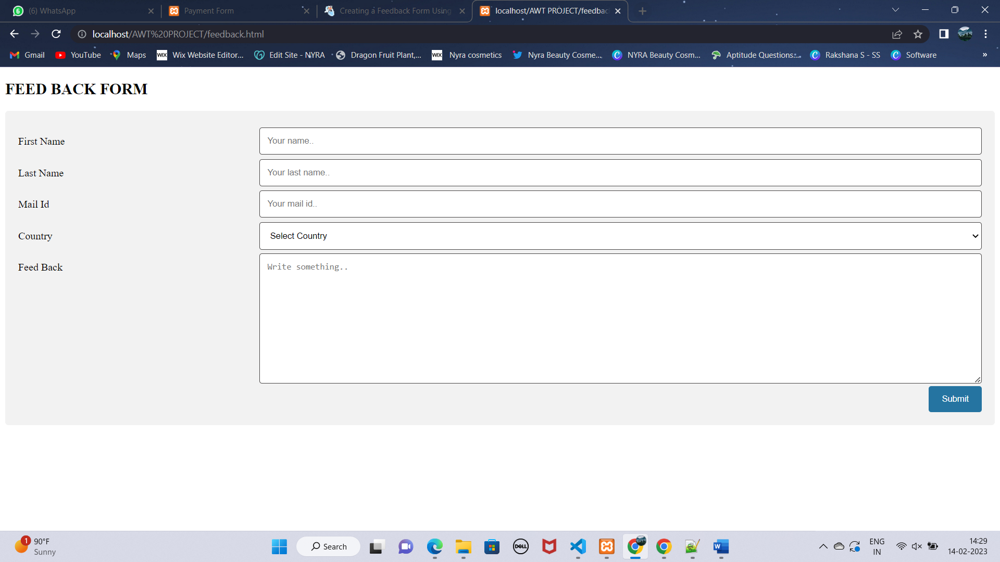 6 (6) WhatsApp
Payment Form
Creating a Feedback Form Using
localhost/AWT PROJECT/feedbac
localhost/AWT%20PROJECT/feedback.html
Gmail
YouTube
Maps
WIX Wix Website Editor...
Edit Site - NYRA
Dragon Fruit Plant,...
WIX Nyra cosmetics
Nyra Beauty Cosme...
C NYRA Beauty Cosm...
Aptitude Questions:...
C Rakshana S - SS
C Software
»
FEED BACK FORM
First Name
Your name..
Last Name
Your last name..
Mail Id
Your mail id..
Country
Select Country
Feed Back
Write something..
Submit
1
90°F
Sunny
Search
DELL
W
ENG
IN
14:29
14-02-2023